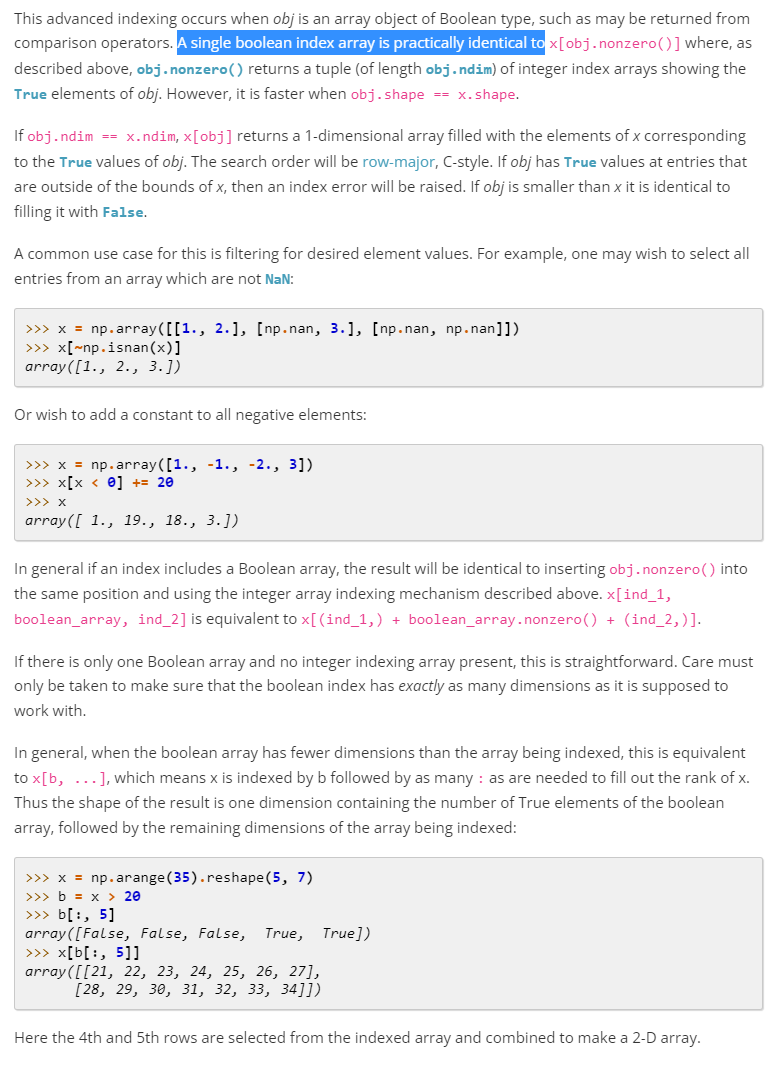 This advanced indexing occurs when obj is an array object of Boolean type, such as may be returned from
comparison operators. A single boolean index array is practically identical to x[obj.nonzero()] where, as
described above, obj.nonzero() returns a tuple (of length obj.ndim) of integer index arrays showing the
True elements of obj. However, it is faster when obj.shape == x.shape.
If obj.ndim == x.ndim, x[obj] returns a 1-dimensional array filled with the elements of x corresponding
to the True values of obj. The search order will be row-major, C-style. If obj has True values at entries that
are outside of the bounds of x, then an index error will be raised. If obj is smaller than x it is identical to
filling it with False.
A common use case for this is filtering for desired element values. For example, one may wish to select all
entries from an array which are not NaN:
>>> x = np.array([[1., 2.], [np.nan, 3.], [np.nan, np.nan]])
>>> x[~np.isnan(x)]
array([1., 2., 3.])
Or wish to add a constant to all negative elements:
>>> x = np.array([1., -1., -2., 3])
>>> x[x < 0] += 20
>>> x
array([ 1., 19., 18., 3.])
In general if an index includes a Boolean array, the result will be identical to inserting obj.nonzero() into
the same position and using the integer array indexing mechanism described above. x[ind_1,
boolean_array, ind_2] is equivalent to x[(ind_1,) + boolean_array.nonzero() + (ind_2,)].
If there is only one Boolean array and no integer indexing array present, this is straightforward. Care must
only be taken to make sure that the boolean index has exactly as many dimensions as it is supposed to
work with.
In general, when the boolean array has fewer dimensions than the array being indexed, this is equivalent
to x[b, ...], which means x is indexed by b followed by as many : as are needed to fill out the rank of x.
Thus the shape of the result is one dimension containing the number of True elements of the boolean
array, followed by the remaining dimensions of the array being indexed:
>>> x = np.arange(35).reshape(5, 7)
>>> b = x > 20
>>> b[:, 5]
array([False, False, False,  True,  True])
>>> x[b[:, 5]]
array([[21, 22, 23, 24, 25, 26, 27],
       [28, 29, 30, 31, 32, 33, 34]])
Here the 4th and 5th rows are selected from the indexed array and combined to make a 2-D array.